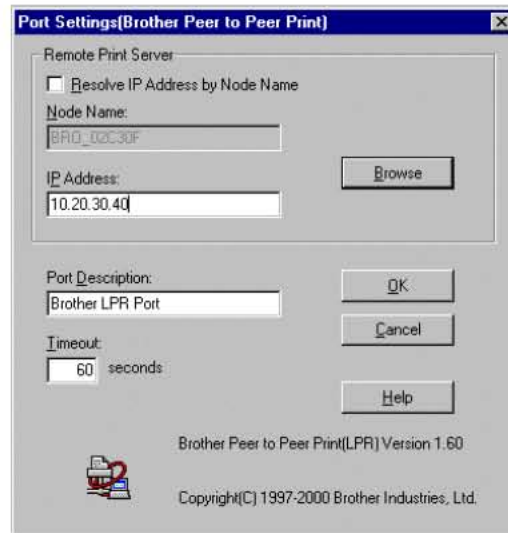 Port Settings(Brother Peer to Peer Print)
Remote Print Server
Resolve IP Address by Node Name
Node Name:
BRO_02C30F
IP Address:
10.20.30.40
Browse
Port Description:
Brother LPR Port
OK
Cancel
Timeout:
60 seconds
Help
Brother Peer to Peer Print(LPR) Version 1.60
Copyright(C) 1997-2000 Brother Industries, Ltd.